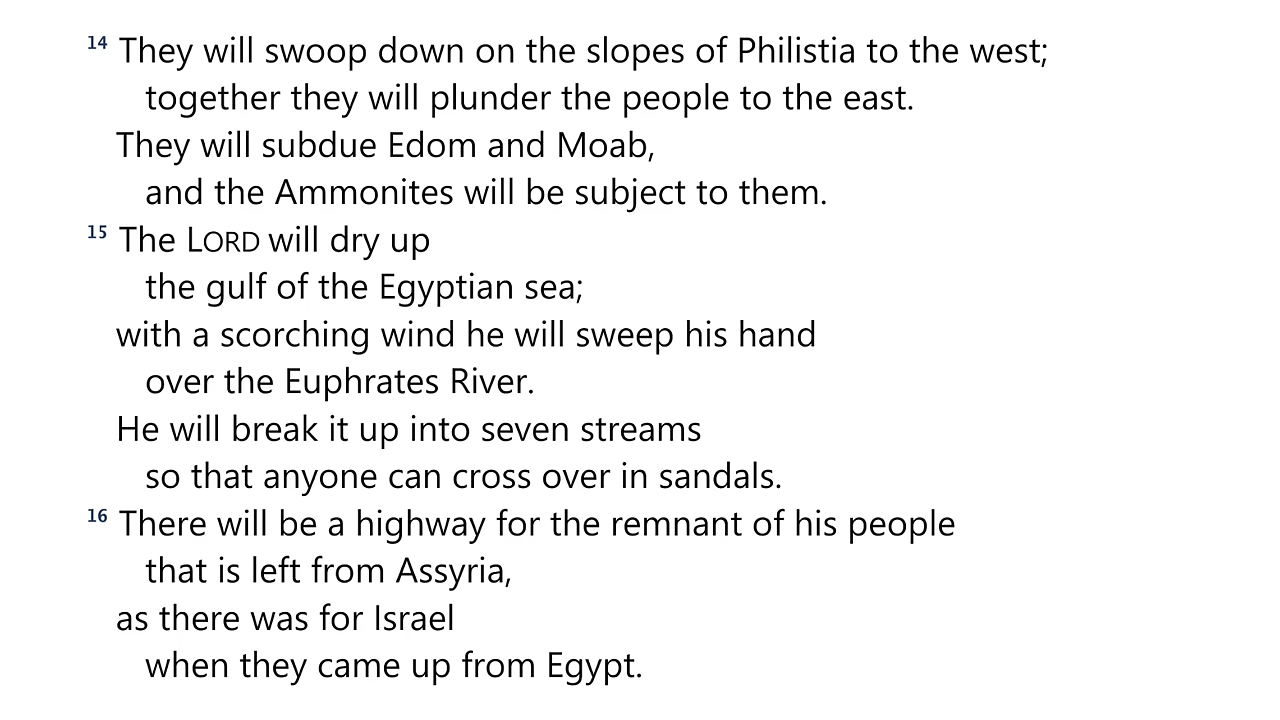 14 They will swoop down on the slopes of Philistia to the west;
together they will plunder the people to the east.
They will subdue Edom and Moab,
and the Ammonites will be subject to them.
15 The LORD will dry up
the gulf of the Egyptian sea;
with a scorching wind he will sweep his hand
over the Euphrates River.
He will break it up into seven streams
so that anyone can cross over in sandals.
16 There will be a highway for the remnant of his people
that is left from Assyria,
as there was for Israel
when they came up from Egypt.